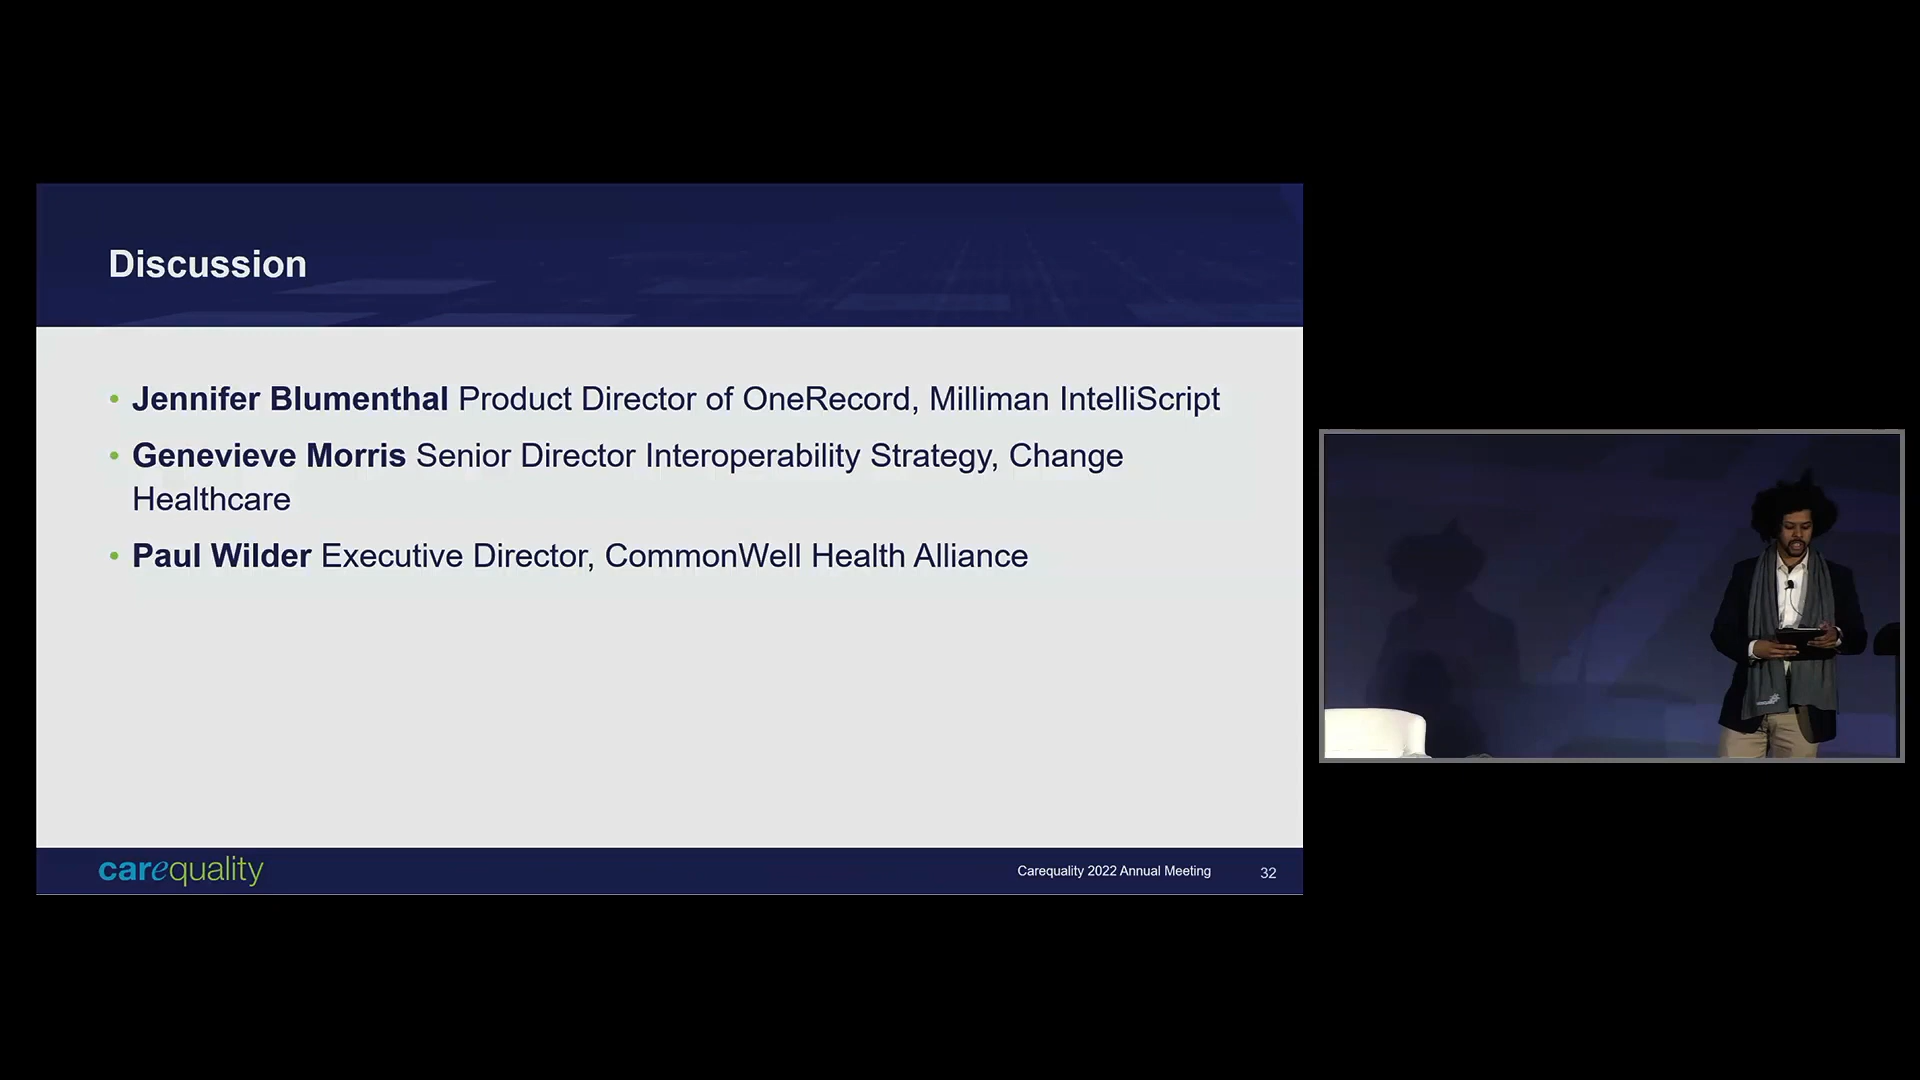 Discussion
• Jennifer Blumenthal Product Director of OneRecord, Milliman IntelliScript
• Genevieve Morris Senior Director Interoperability Strategy, Change
Healthcare
• Paul Wilder Executive Director, CommonWell Health Alliance
carequality
Carequality 2022 Annual Meeting
32